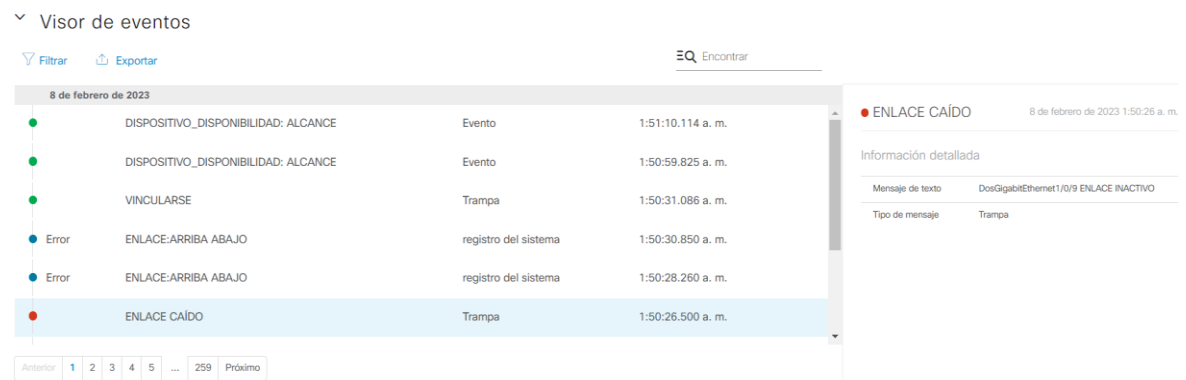 Visor de eventos
Filtrar Exportar Encontrar
8 de febrero de 2023
DISPOSITIVO_DISPONIBILIDAD: ALCANCE Evento 1:51:10.114 a. m.
DISPOSITIVO_DISPONIBILIDAD: ALCANCE Evento 1:50:59.825 a. m.
VINCULARSE Trampa 1:50:31.086 a. m.
Error ENLACE:ARRIBA ABAJO registro del sistema 1:50:30.850 a. m.
Error ENLACE:ARRIBA ABAJO registro del sistema 1:50:28.260 a. m.
ENLACE CAÍDO Trampa 1:50:26.500 a. m.
Anterior 1 2 3 4 5 ... 259 Próximo
ENLACE CAÍDO 8 de febrero de 2023 1:50:26 a. m.
Información detallada
Mensaje de texto DosGigabitEthernet1/0/9 ENLACE INACTIVO
Tipo de mensaje Trampa